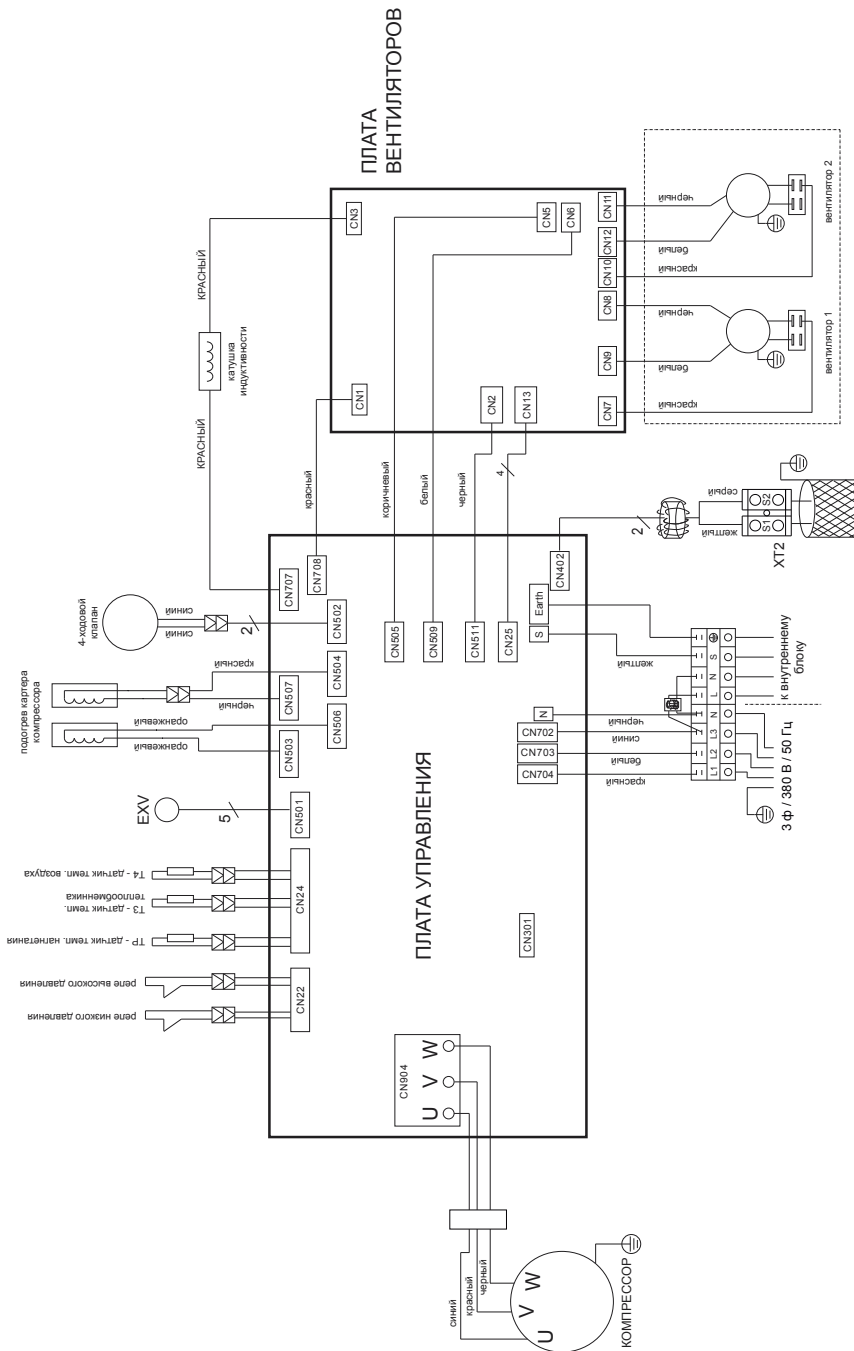 ПЛАТА
ВЕНТИЛЯТОРОВ
КРАСНЫЙ
катушка
индуктивности
КРАСНЫЙ
CN3
CN1
CN5
CN6
CN2
CN13
CN11
CN12
CN10
CN8
CN9
CN7
черный
белый
красный
черный
белый
красный
вентилятор 2
вентилятор 1
красный
коричневый
белый
черный
4
4-ходовой
клапан
синий
синий
2
подогрев картера
компрессора
красный
черный
оранжевый
оранжевый
EXV
5
T4 - датчик темп. воздуха
T3 - датчик темп.
теплообменника
TP - датчик темп. нагнетания
реле высокого давления
реле низкого давления
CN707
CN708
CN502
CN504
CN507
CN506
CN503
CN501
CN24
CN22
CN505
CN509
CN511
CN25
CN402
Earth
S
N
CN702
CN703
CN704
ПЛАТА УПРАВЛЕНИЯ
CN301
CN904
U
V
W
2
серый
желтый
S1
S2
XT2
желтый
черный
синий
белый
красный
L1
L2
L3
N
L
N
S
к внутреннему
блоку
3 ф / 380 В / 50 Гц
синий
красный
черный
U
V
W
КОМПРЕССОР